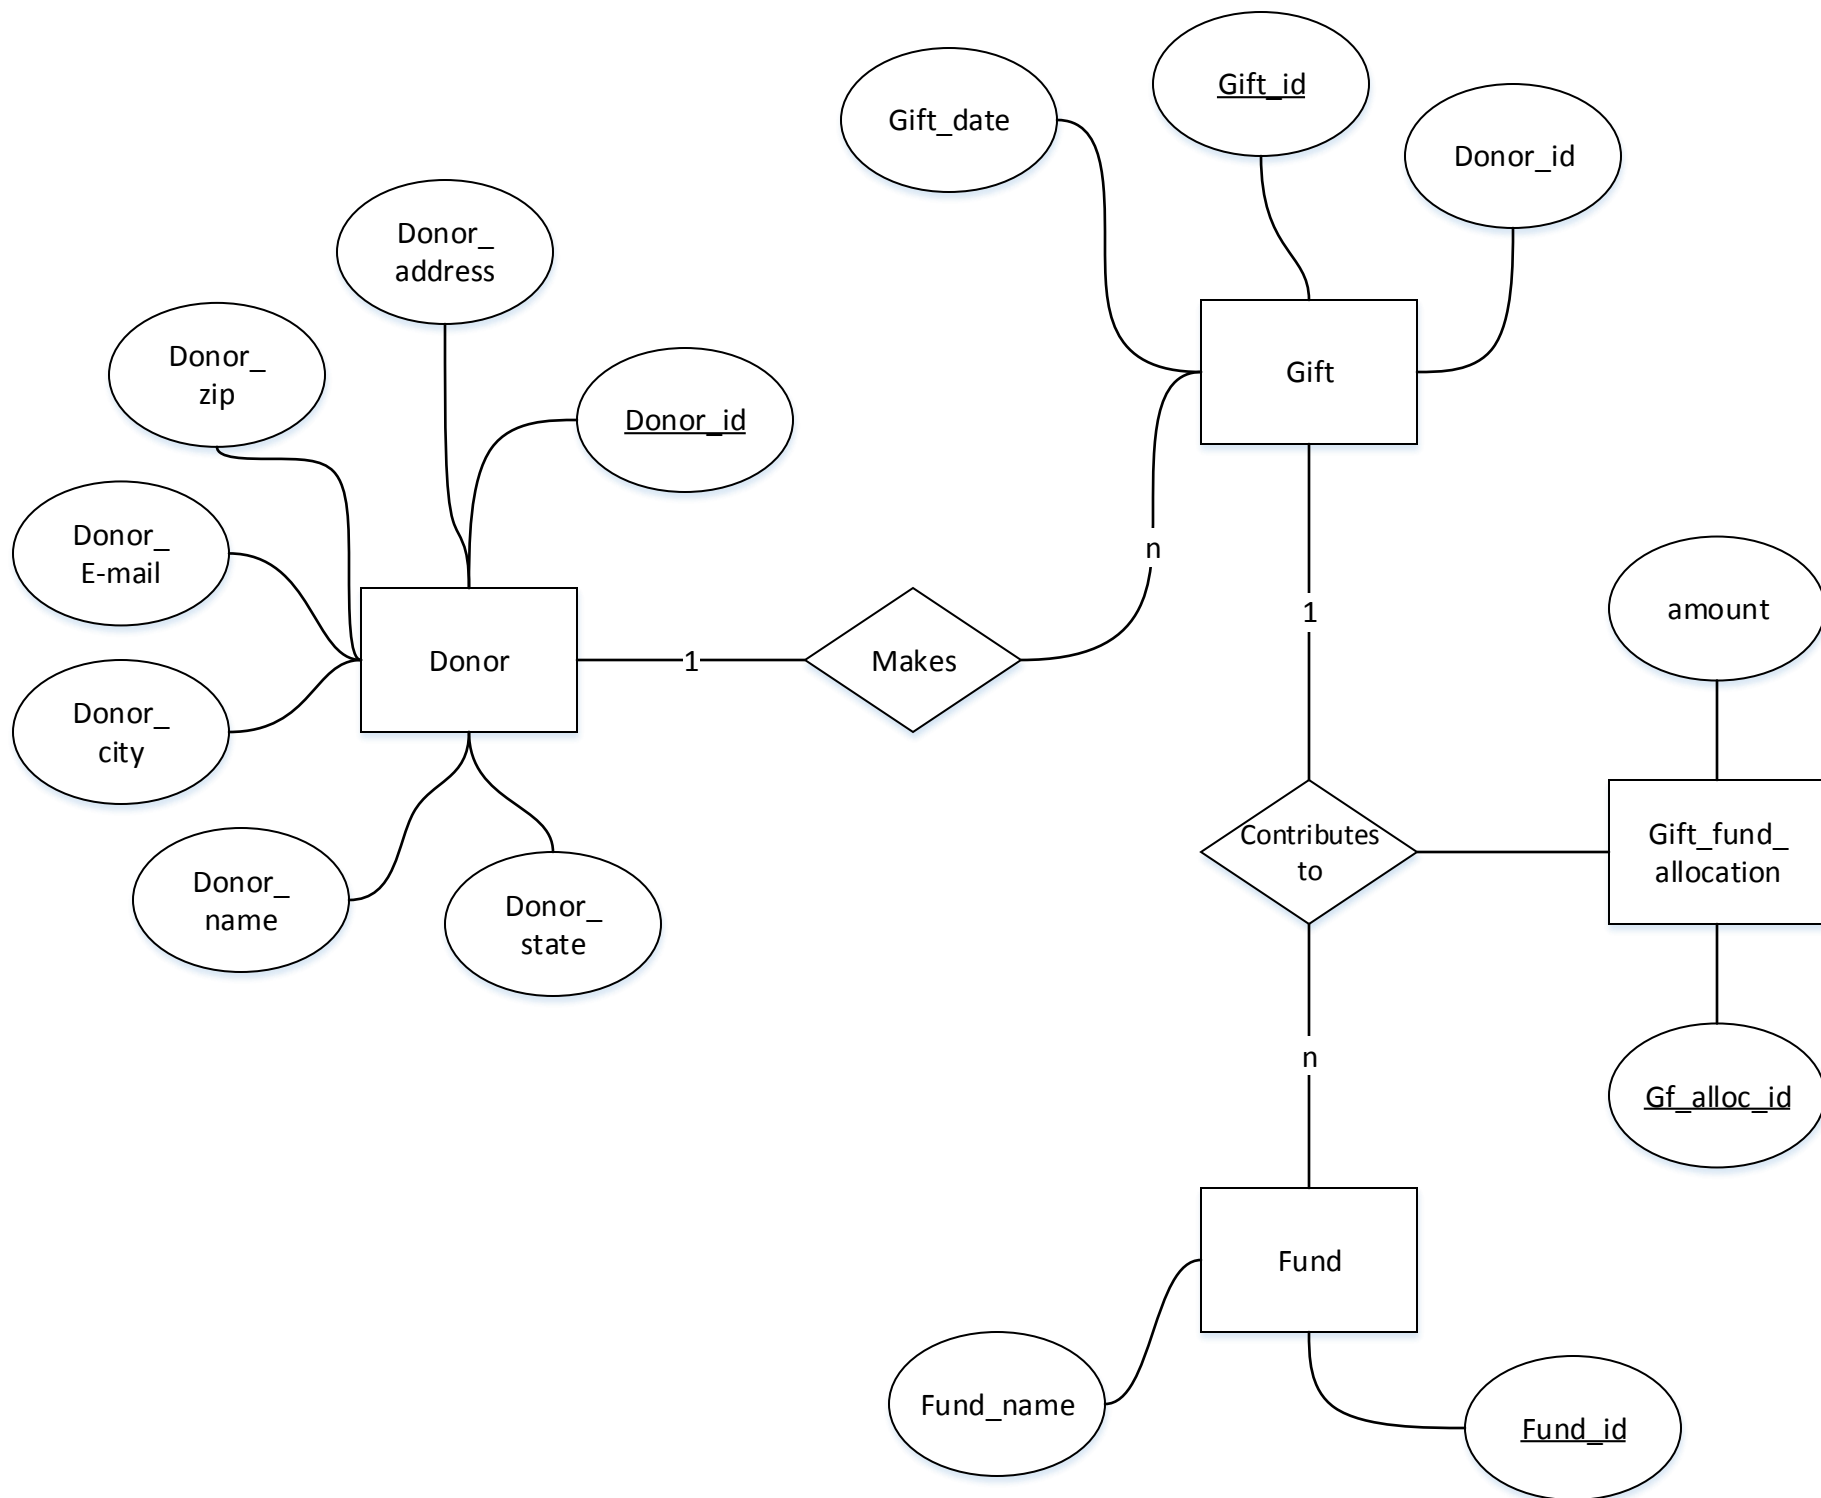 Gift_id
Gift_date
Donor_id
Donor_
address
Donor_
zip
Gift
Donor_id
Donor_
E-mail
n
1
amount
Donor
1
Makes
Donor_
city
Contributes
to
Gift_fund_
allocation
Donor_
name
Donor_
state
n
Gf_alloc_id
Fund
Fund_name
Fund_id